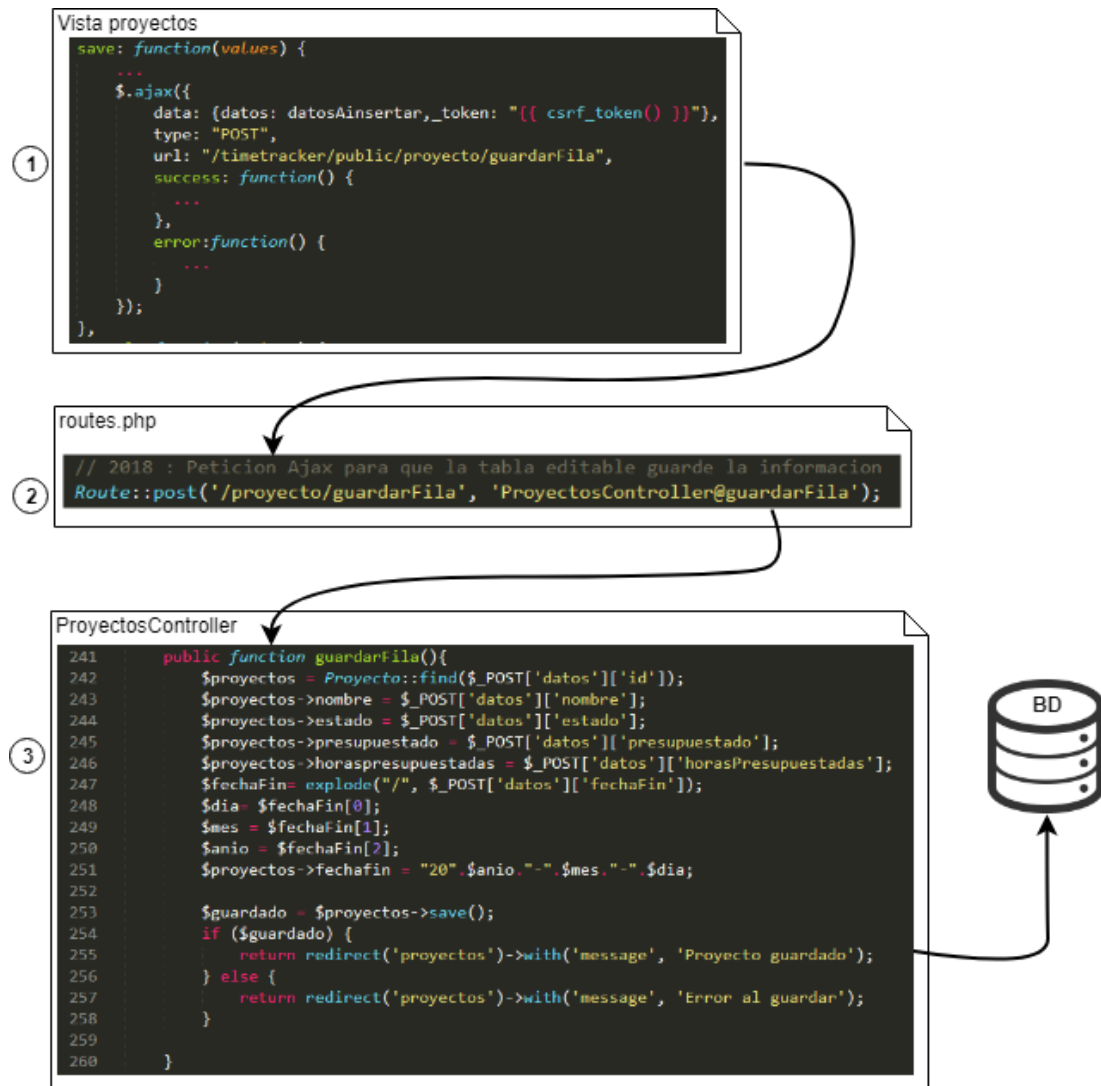 Vista proyectos
save: function(values) {
...
$.ajax({
data: {datos: datosAinsertar,_token: "{{ csrf_token() }}"},
type: "POST",
url: "/timetracker/public/proyecto/guardarFila",
success: function() {
...
},
error:function() {
...
}
});
},
1
routes.php
// 2018 : Peticion Ajax para que la tabla editable guarde la informacion
Route::post('/proyecto/guardarFila', 'ProyectosController@guardarFila');
2
ProyectosController
241 public function guardarFila(){
242 $proyectos = Proyecto::find($_POST['datos']['id']);
243 $proyectos->nombre = $_POST['datos']['nombre'];
244 $proyectos->estado = $_POST['datos']['estado'];
245 $proyectos->presupuestado = $_POST['datos']['presupuestado'];
246 $proyectos->horaspresupuestadas = $_POST['datos']['horasPresupuestadas'];
247 $fechaFin= explode("/", $_POST['datos']['fechaFin']);
248 $dia= $fechaFin[0];
249 $mes = $fechaFin[1];
250 $anio = $fechaFin[2];
251 $proyectos->fechafin = "20".$anio."-".$mes."-".$dia;
252
253 $guardado = $proyectos->save();
254 if ($guardado) {
255 return redirect('proyectos')->with('message', 'Proyecto guardado');
256 } else {
257 return redirect('proyectos')->with('message', 'Error al guardar');
258 }
259
260 }
3
BD